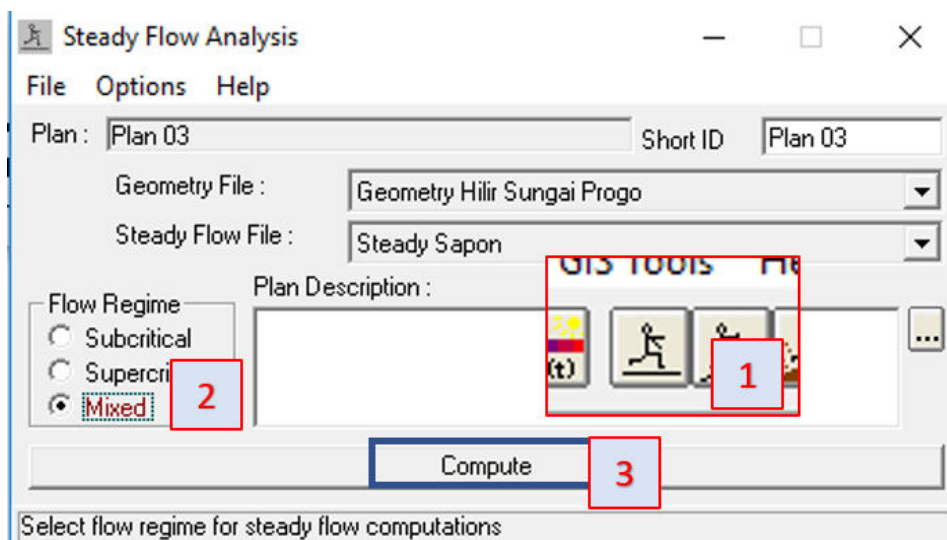 Steady Flow Analysis
File Options Help
Plan : Plan 03 Short ID Plan 03
Geometry File : Geometry Hilir Sungai Progo
Steady Flow File : Steady Sapon
GIS Tools
Plan Description :
Flow Regime
Subcritical
(t)
1
...
Mixed
2
Compute
3
Select flow regime for steady flow computations